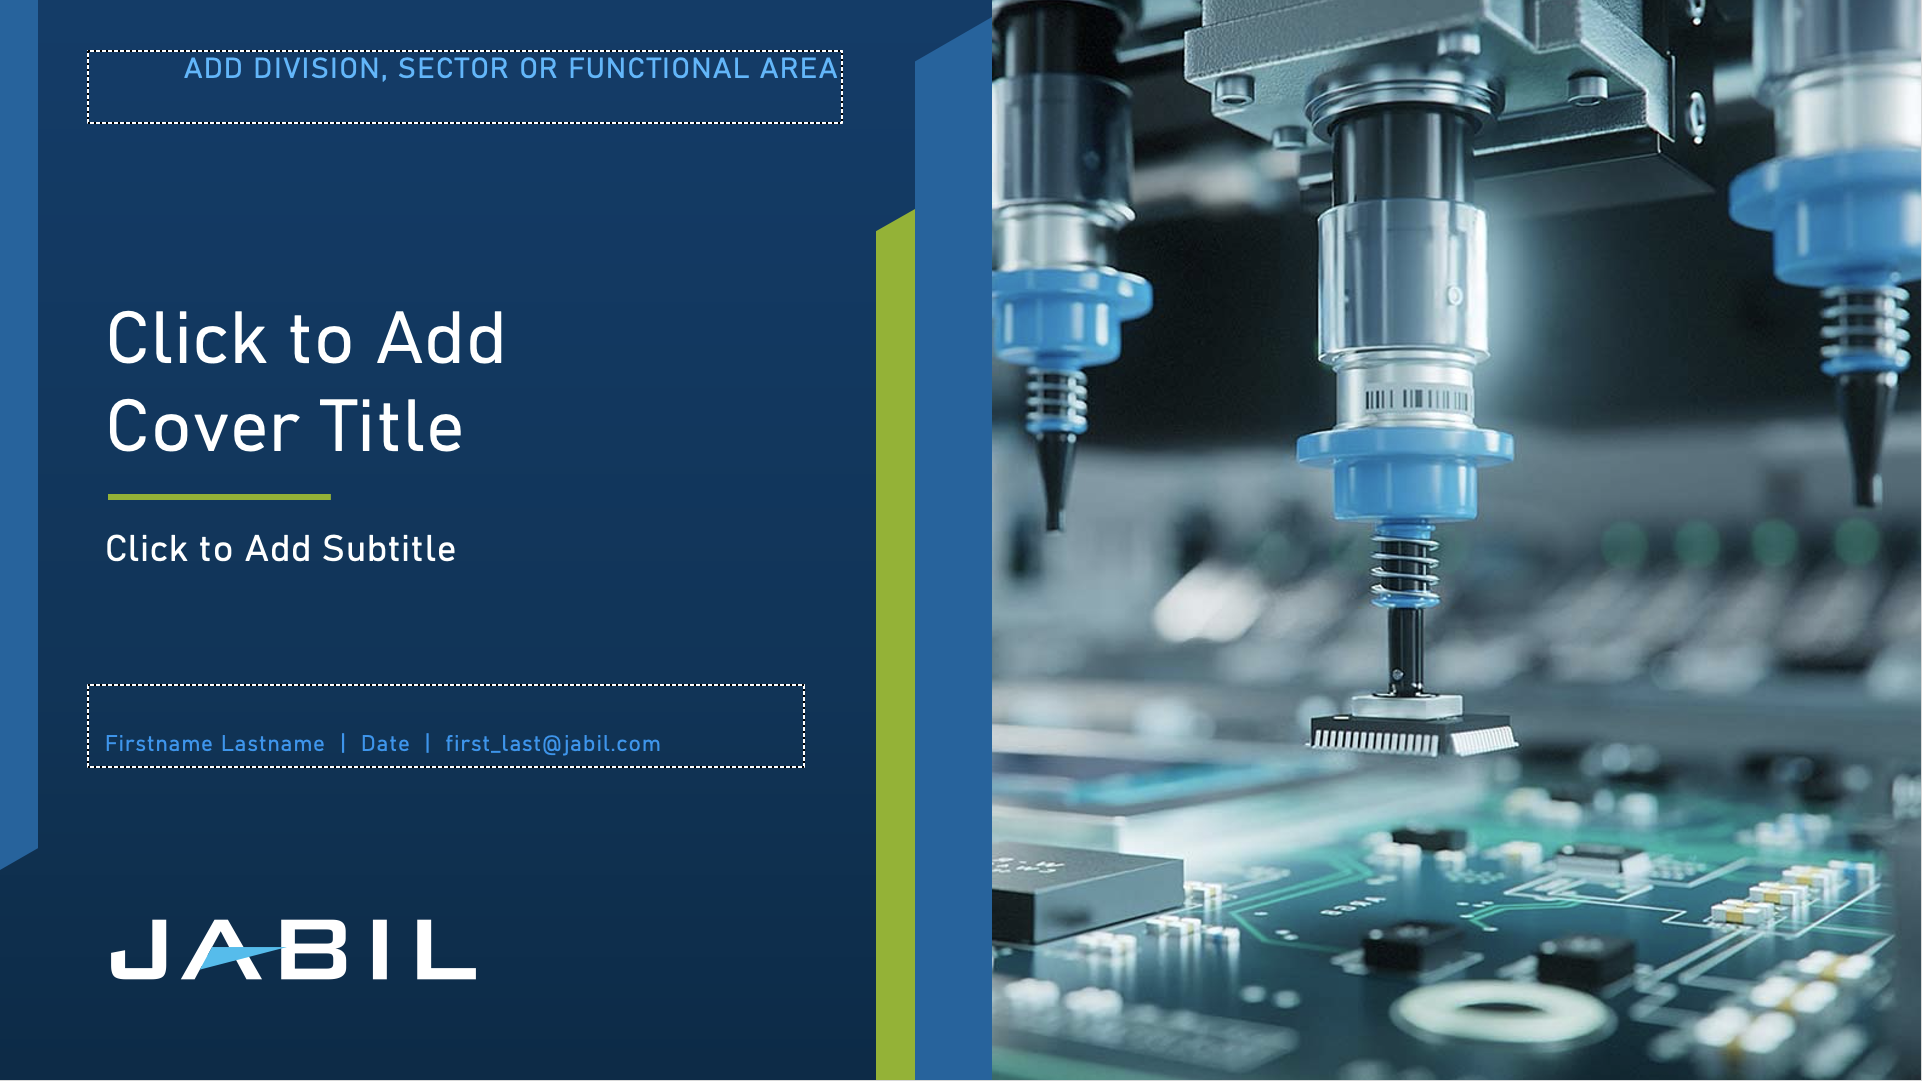 ADD DIVISION, SECTOR OR FUNCTIONAL AREA
Click to Add
Cover Title
Click to Add Subtitle
Firstname Lastname | Date | first_last@jabil.com
JABIL